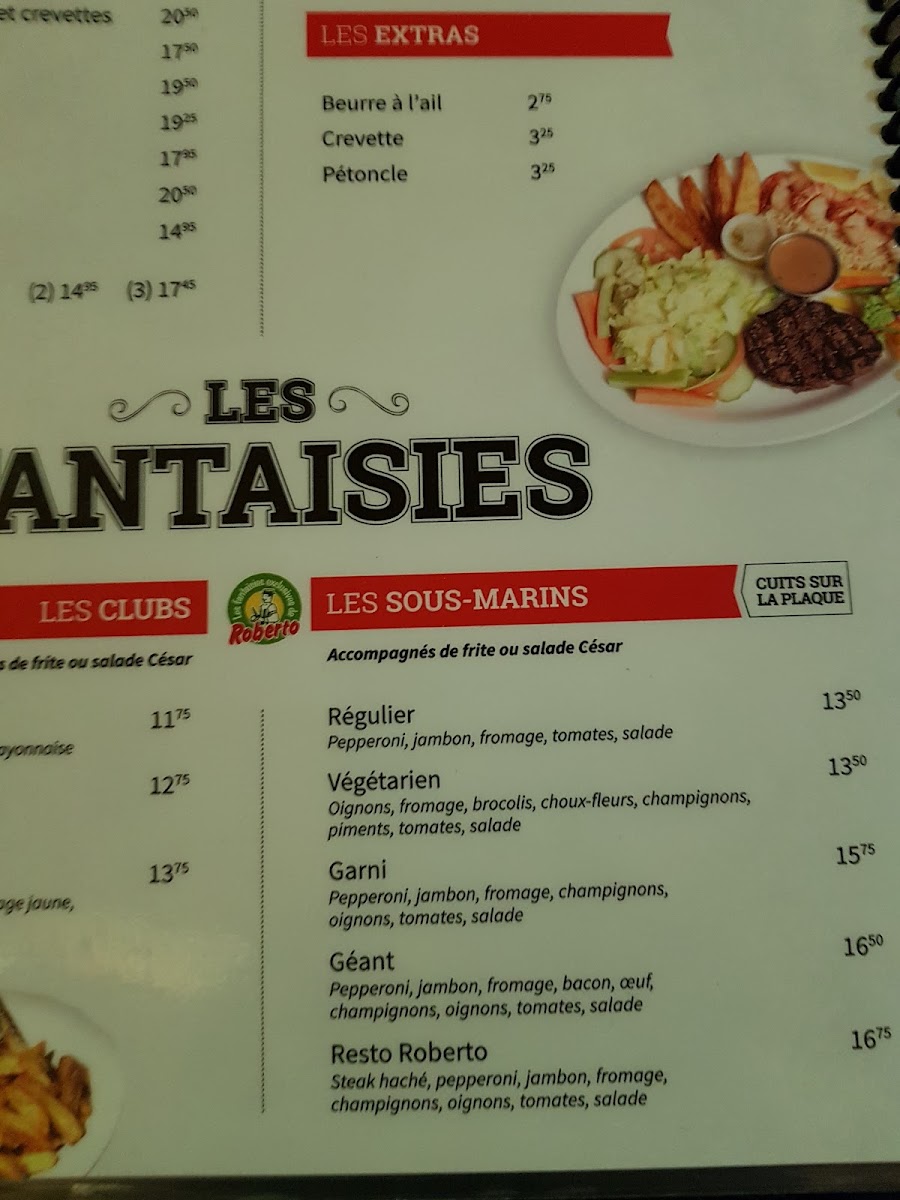 et crevettes 20⁵⁰
17⁵⁰
19⁵⁰
19²⁵
17⁹⁵
20⁵⁰
14⁹⁵
(2) 14⁹⁵ (3) 17⁴⁵
LES EXTRAS
Beurre à l'ail 2⁷⁵
Crevette 3²⁵
Pétoncle 3²⁵
LES
ANTAISIES
LES CLUBS
s de frite ou salade César
11⁷⁵
ayonnaise
12⁷⁵
13⁷⁵
age jaune,
Les fantaisies exclusives de
Roberto
LES SOUS-MARINS
CUITS SUR
LA PLAQUE
Accompagnés de frite ou salade César
Régulier 13⁵⁰
Pepperoni, jambon, fromage, tomates, salade
Végétarien 13⁵⁰
Oignons, fromage, brocolis, choux-fleurs, champignons,
piments, tomates, salade
Garni 15⁷⁵
Pepperoni, jambon, fromage, champignons,
oignons, tomates, salade
Géant 16⁵⁰
Pepperoni, jambon, fromage, bacon, œuf,
champignons, oignons, tomates, salade
Resto Roberto 16⁷⁵
Steak haché, pepperoni, jambon, fromage,
champignons, oignons, tomates, salade